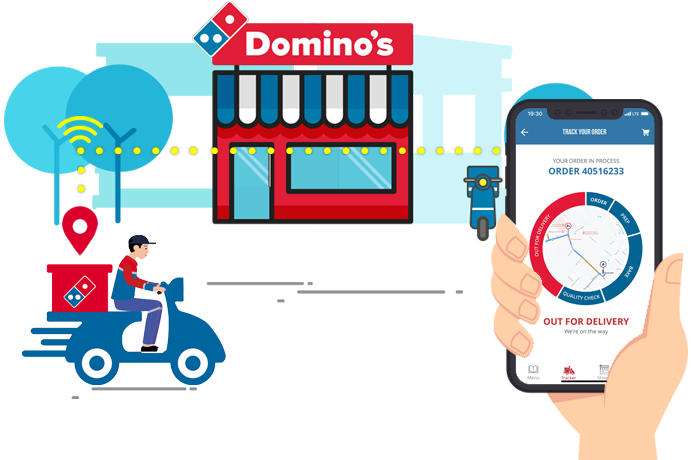 Domino's
19:30
LTE
TRACK YOUR ORDER
YOUR ORDER IN PROCESS
ORDER 40516233
ORDER
PREP
BAKE
QUALITY CHECK
OUT FOR DELIVERY
OUT FOR DELIVERY
We're on the way
Menu
Tracker